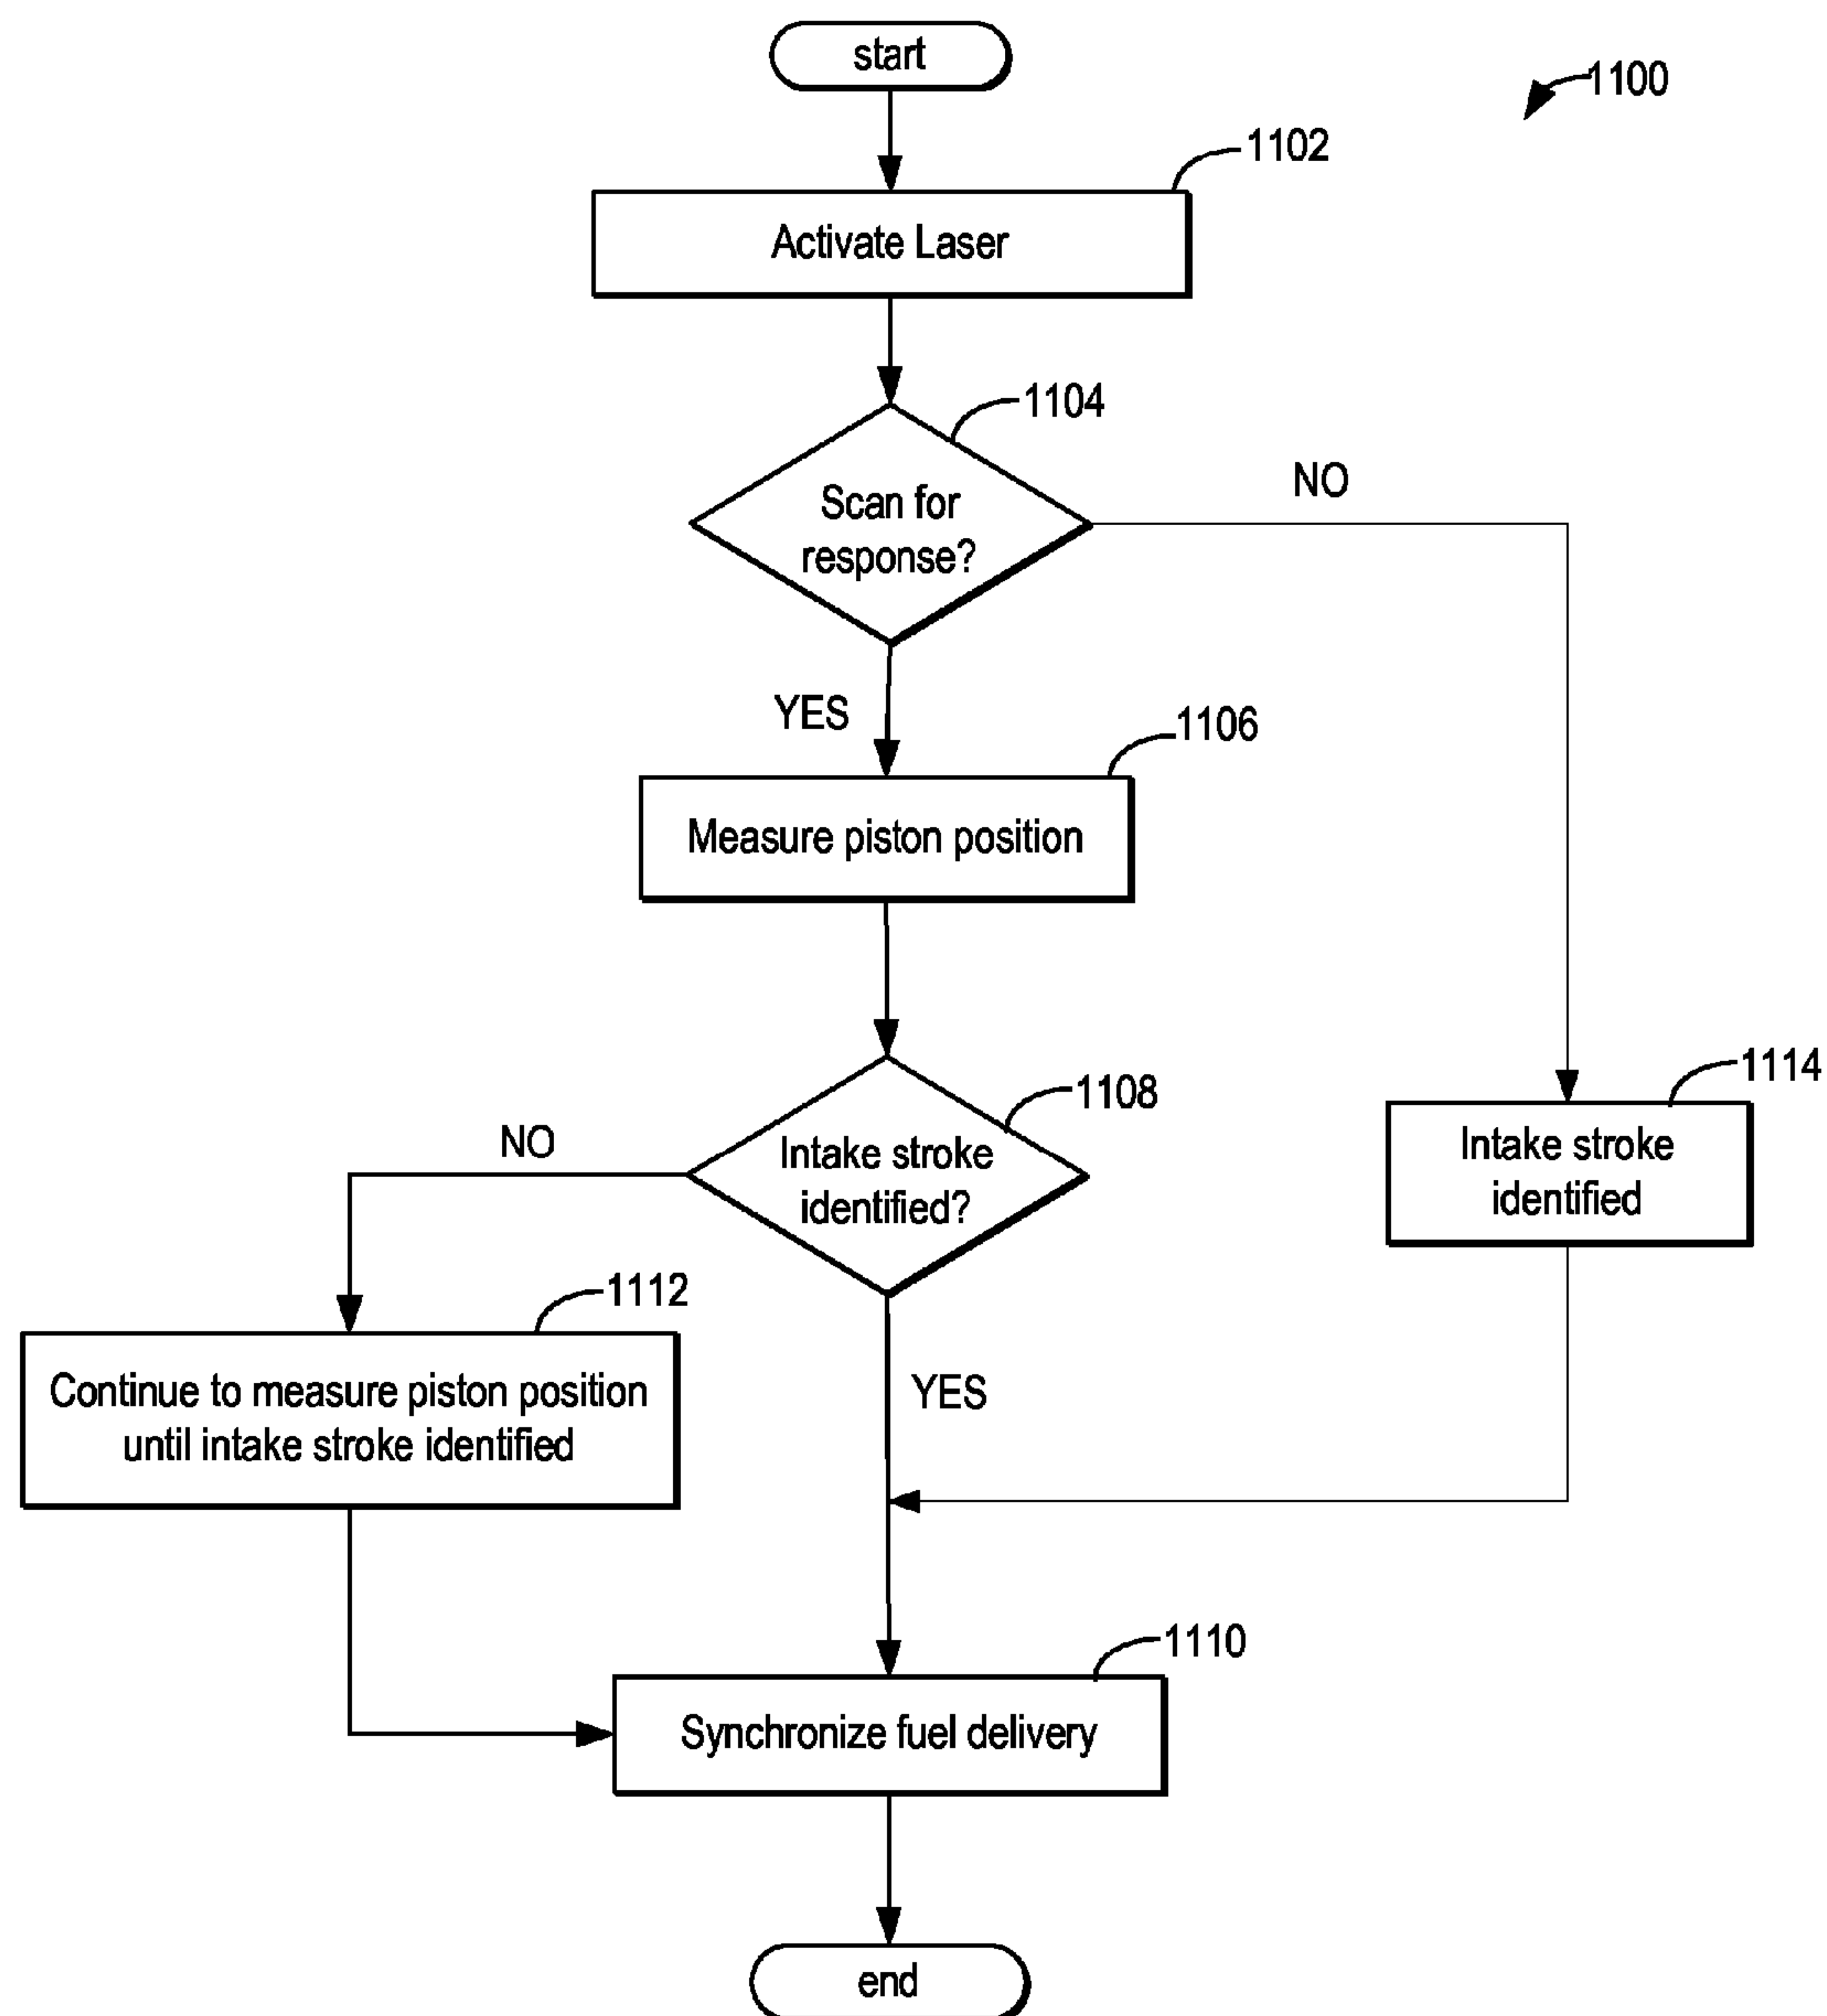 start
1100
1102
Activate Laser
1104
Scan for
response?
NO
YES
1106
Measure piston position
1108
Intake stroke
identified?
NO
1114
Intake stroke
identified
1112
Continue to measure piston position
until intake stroke identified
YES
1110
Synchronize fuel delivery
end